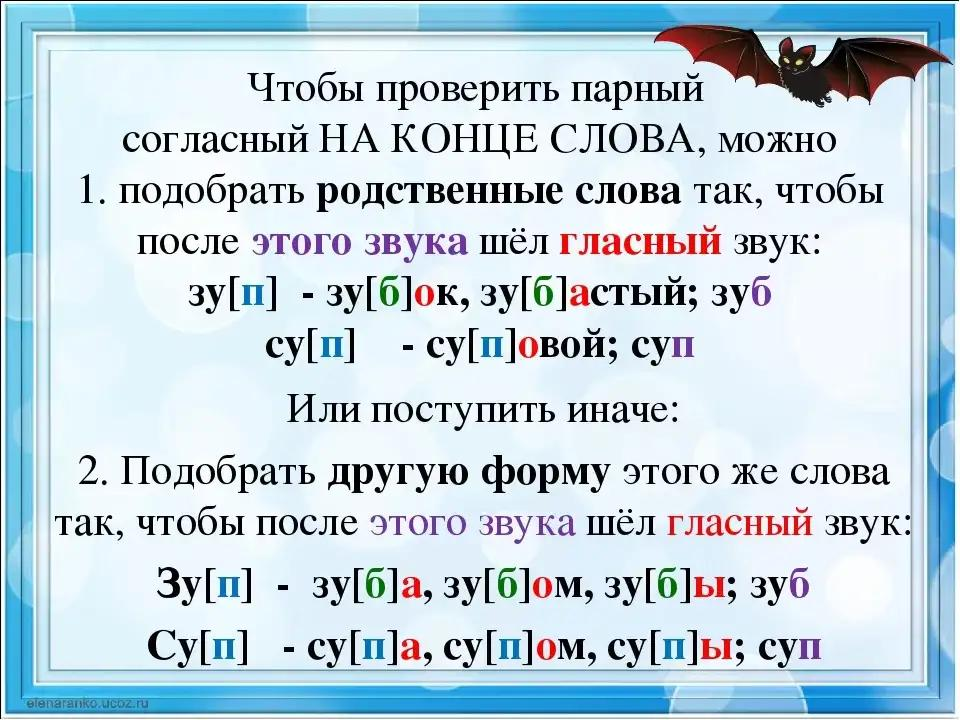 Чтобы проверить парный
согласный НА КОНЦЕ СЛОВА, можно
1. подобрать родственные слова так, чтобы
после этого звука шёл гласный звук:
зу[п] - зу[б]ок, зу[б]астый; зуб
су[п] - су[п]овой; суп
Или поступить иначе:
2. Подобрать другую форму этого же слова
так, чтобы после этого звука шёл гласный звук:
Зу[п] - зу[б]а, зу[б]ом, зу[б]ы; зуб
Су[п] - су[п]а, су[п]ом, су[п]ы; суп
elenaranko.ucoz.ru